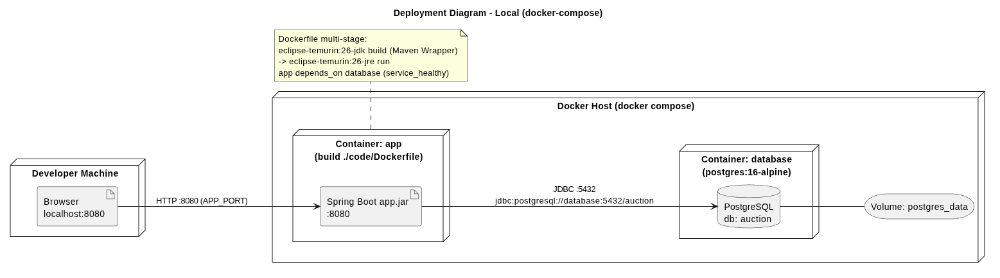 Deployment Diagram - Local (docker-compose)
Dockerfile multi-stage:
eclipse-temurin:26-jdk build (Maven Wrapper)
-> eclipse-temurin:26-jre run
app depends_on database (service_healthy)
Docker Host (docker compose)
Container: app
(build ./code/Dockerfile)
Container: database
(postgres:16-alpine)
Developer Machine
Browser
localhost:8080
HTTP :8080 (APP_PORT)
Spring Boot app.jar
:8080
JDBC :5432
jdbc:postgresql://database:5432/auction
PostgreSQL
db: auction
Volume: postgres_data